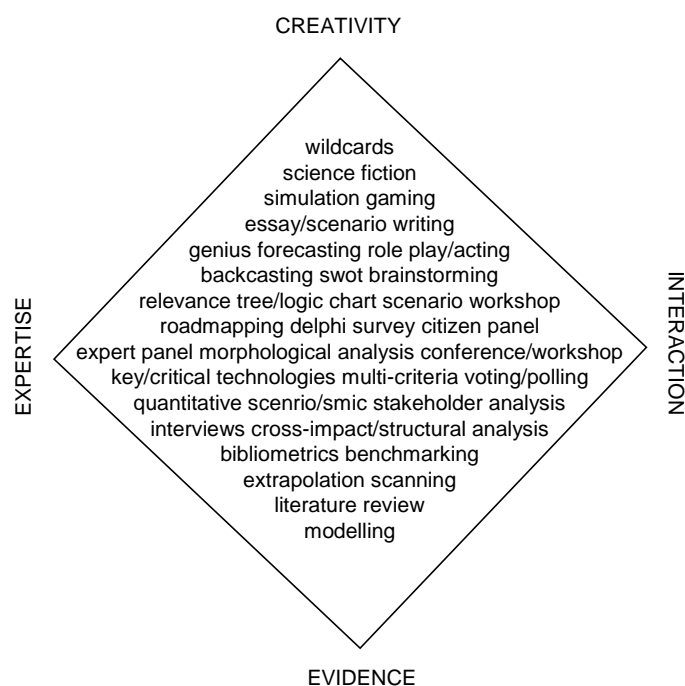 CREATIVITY
wildcards
science fiction
simulation gaming
essay/scenario writing
genius forecasting role play/acting
backcasting swot brainstorming
relevance tree/logic chart scenario workshop
roadmapping delphi survey citizen panel
expert panel morphological analysis conference/workshop
key/critical technologies multi-criteria voting/polling
quantitative scenrio/smic stakeholder analysis
interviews cross-impact/structural analysis
bibliometrics benchmarking
extrapolation scanning
literature review
modelling
EXPERTISE
INTERACTION
EVIDENCE